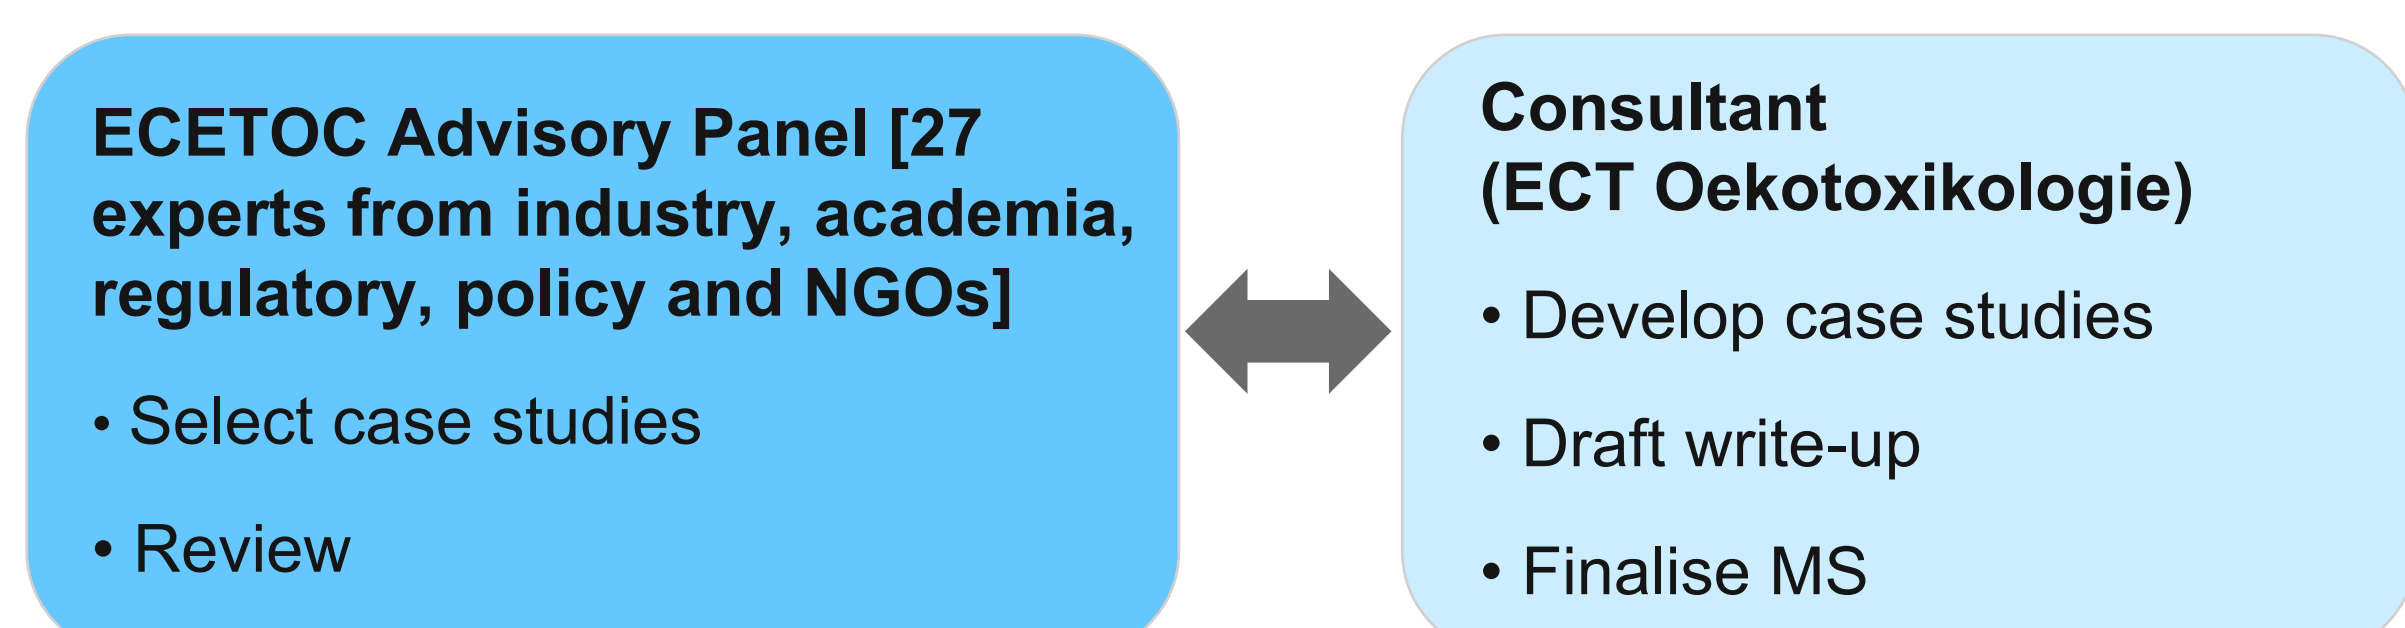 ECETOC Advisory Panel [27
experts from industry, academia,
regulatory, policy and NGOs]
• Select case studies
• Review
Consultant
(ECT Oekotoxikologie)
• Develop case studies
• Draft write-up
• Finalise MS